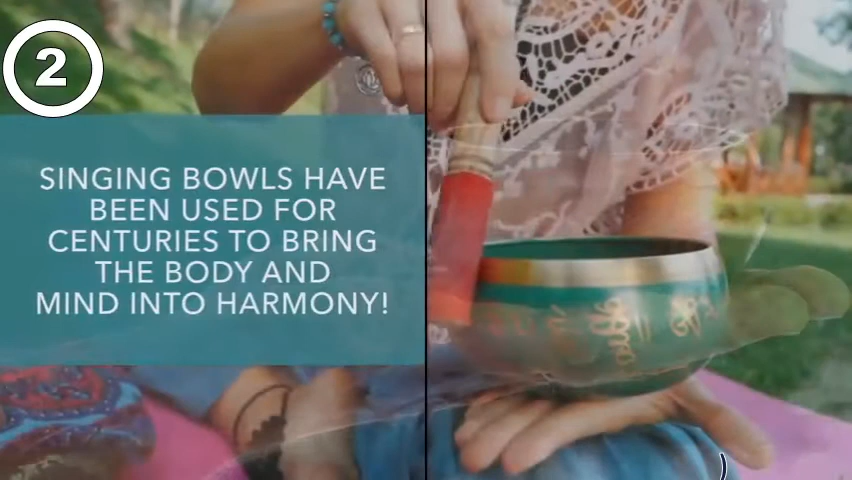 2
SINGING BOWLS HAVE
BEEN USED FOR
CENTURIES TO BRING
THE BODY AND
MIND INTO HARMONY!